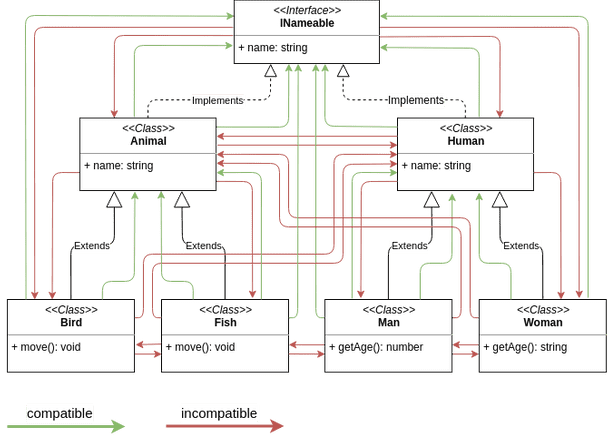 <<Interface>>
INameable
+ name: string
Implements
Implements
<<Class>>
Animal
+ name: string
<<Class>>
Human
+ name: string
Extends
Extends
Extends
Extends
<<Class>>
Bird
+ move(): void
<<Class>>
Fish
+ move(): void
<<Class>>
Man
+ getAge(): number
<<Class>>
Woman
+ getAge(): string
compatible
incompatible